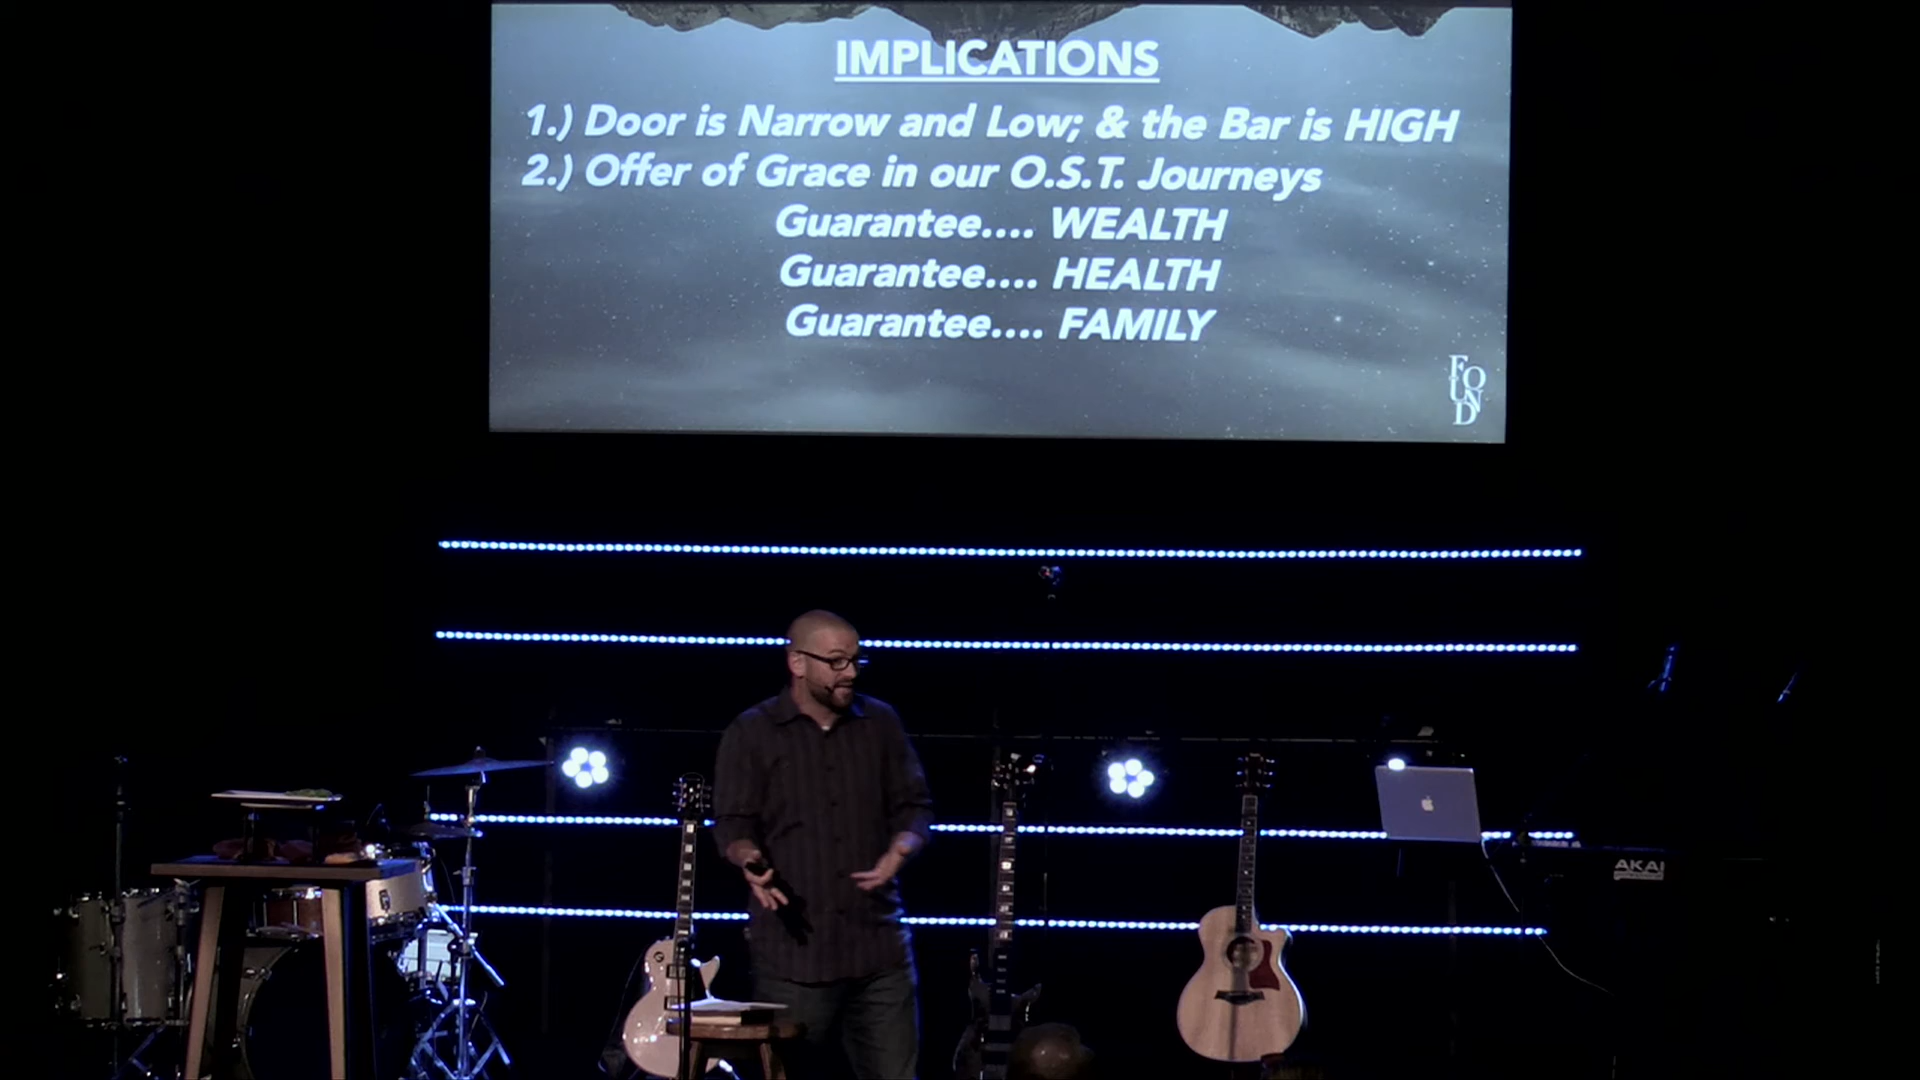 IMPLICATIONS
1.) Door is Narrow and Low; & the Bar is HIGH
2.) Offer of Grace in our O.S.T. Journeys
Guarantee.... WEALTH
Guarantee.... HEALTH
Guarantee.... FAMILY
FOUND
AKAI